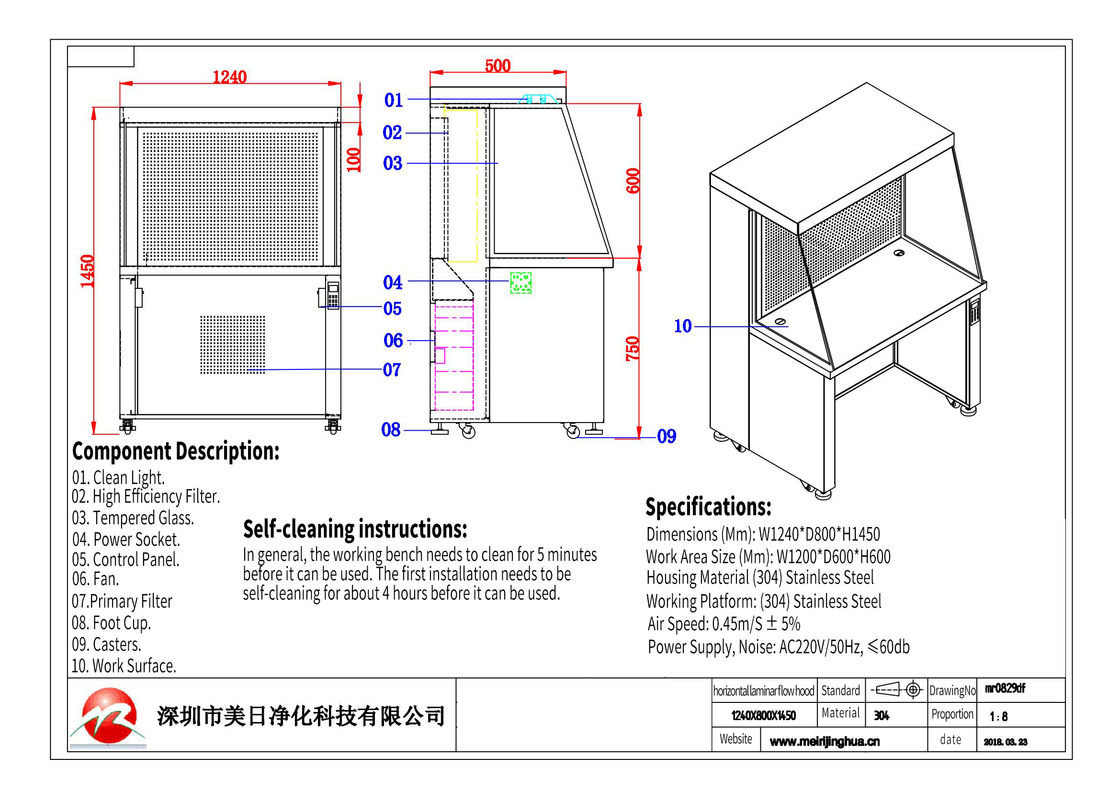 1240
500
01
02
03
100
600
1450
04
05
06
07
750
10
08
09
Component Description:
01. Clean Light.
02. High Efficiency Filter.
03. Tempered Glass.
04. Power Socket.
05. Control Panel.
06. Fan.
07.Primary Filter
08. Foot Cup.
09. Casters.
10. Work Surface.
Self-cleaning instructions:
In general, the working bench needs to clean for 5 minutes
before it can be used. The first installation needs to be
self-cleaning for about 4 hours before it can be used.
Specifications:
Dimensions (Mm): W1240*D800*H1450
Work Area Size (Mm): W1200*D600*H600
Housing Material (304) Stainless Steel
Working Platform: (304) Stainless Steel
Air Speed: 0.45m/S ± 5%
Power Supply, Noise: AC220V/50Hz, ≤60db
深圳市美日净化科技有限公司
horizontal laminar flow hood Standard DrawingNo mr0829df
1240X800X1450 Material 304 Proportion 1:8
Website www.meirijinghua.cn date 2018.03.23